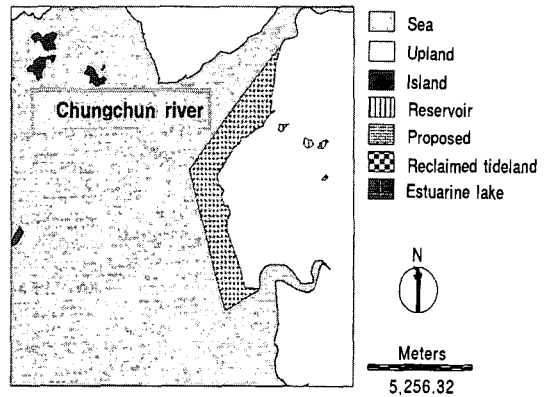 Chungchun river
Sea
Upland
Island
Reservoir
Proposed
Reclaimed tideland
Estuarine lake
N
Meters
5,256.32